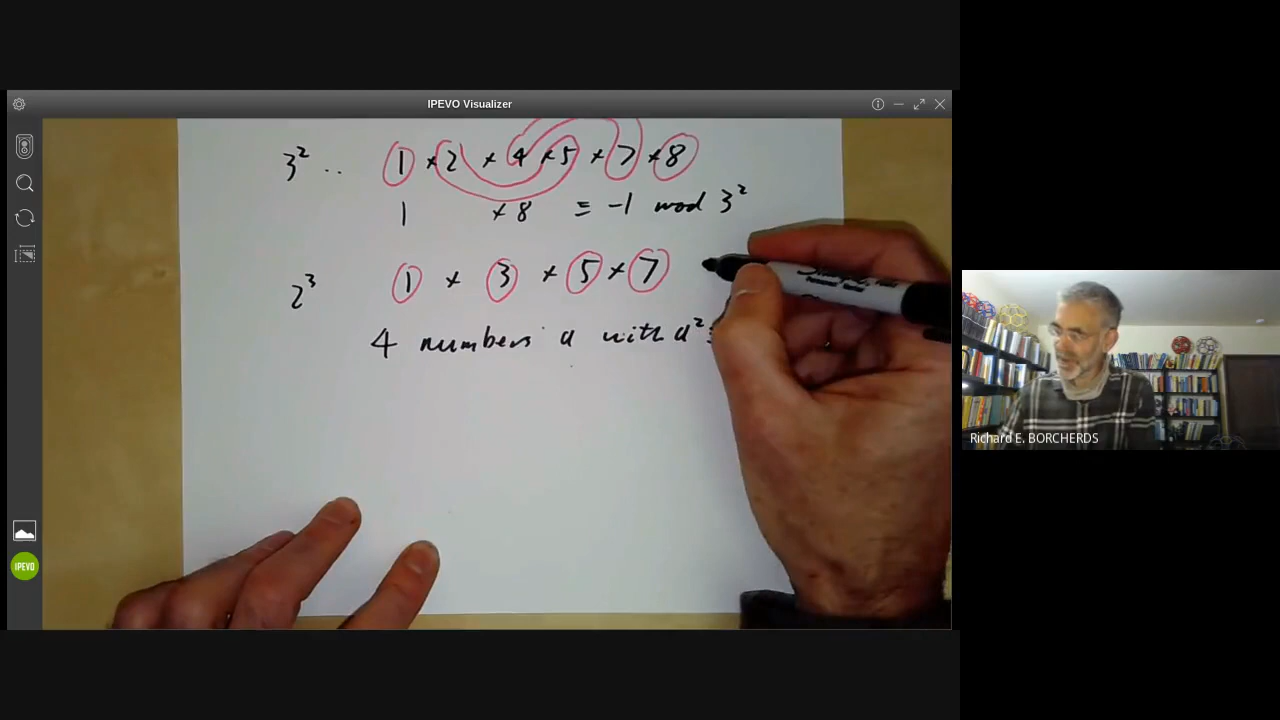 IPEVO Visualizer
3² .. 1 × 2 × 4 × 5 × 7 × 8
1 × 8 ≡ -1 mod 3²
2³ 1 × 3 × 5 × 7
4 numbers a with a² ≡
IPEVO
Richard E. BORCHERDS